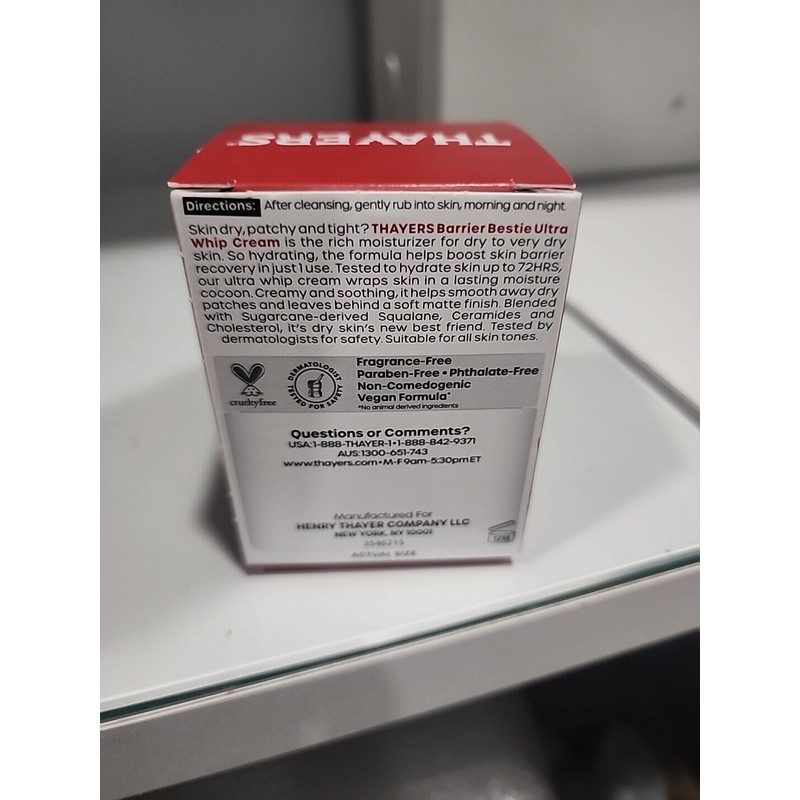 THAYERS
Directions: After cleansing, gently rub into skin, morning and night.
Skin dry, patchy and tight? THAYERS Barrier Bestie Ultra
Whip Cream is the rich moisturizer for dry to very dry
skin. So hydrating, the formula helps boost skin barrier
recovery in just 1 use. Tested to hydrate skin up to 72HRS,
our ultra whip cream wraps skin in a lasting moisture
cocoon. Creamy and soothing, it helps smooth away dry
patches and leaves behind a soft matte finish. Blended
with Sugarcane-derived Squalane, Ceramides and
Cholesterol, it's dry skin's new best friend. Tested by
dermatologists for safety. Suitable for all skin tones.
crueltyfree
DERMATOLOGIST
TESTED FOR SAFETY
Fragrance-Free
Paraben-Free • Phthalate-Free
Non-Comedogenic
Vegan Formula*
*No animal derived ingredients
Questions or Comments?
USA:1-888-THAYER-1•1-888-842-9371
AUS:1300-651-743
www.thayers.com•M-F 9am-5:30pm ET
Manufactured For
HENRY THAYER COMPANY LLC
NEW YORK, NY 10001
ACTUAL SIZE